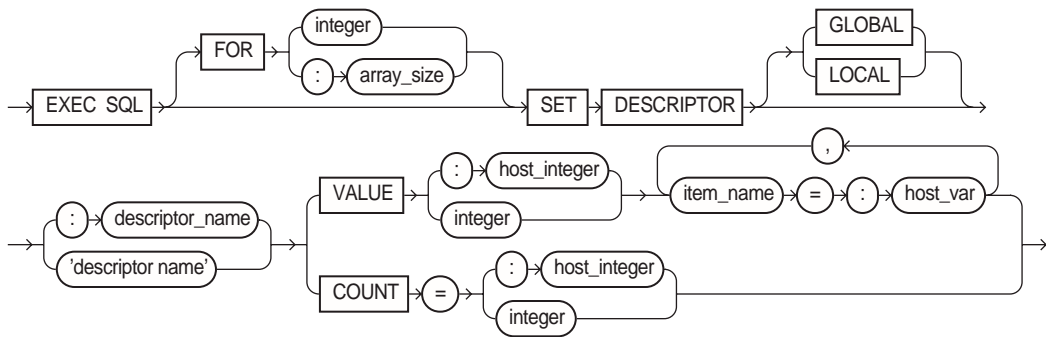 integer
GLOBAL
FOR
: array_size
LOCAL
EXEC SQL SET DESCRIPTOR
,
: host_integer
VALUE item_name = : host_var
: descriptor_name
integer
'descriptor name'
: host_integer
COUNT =
integer